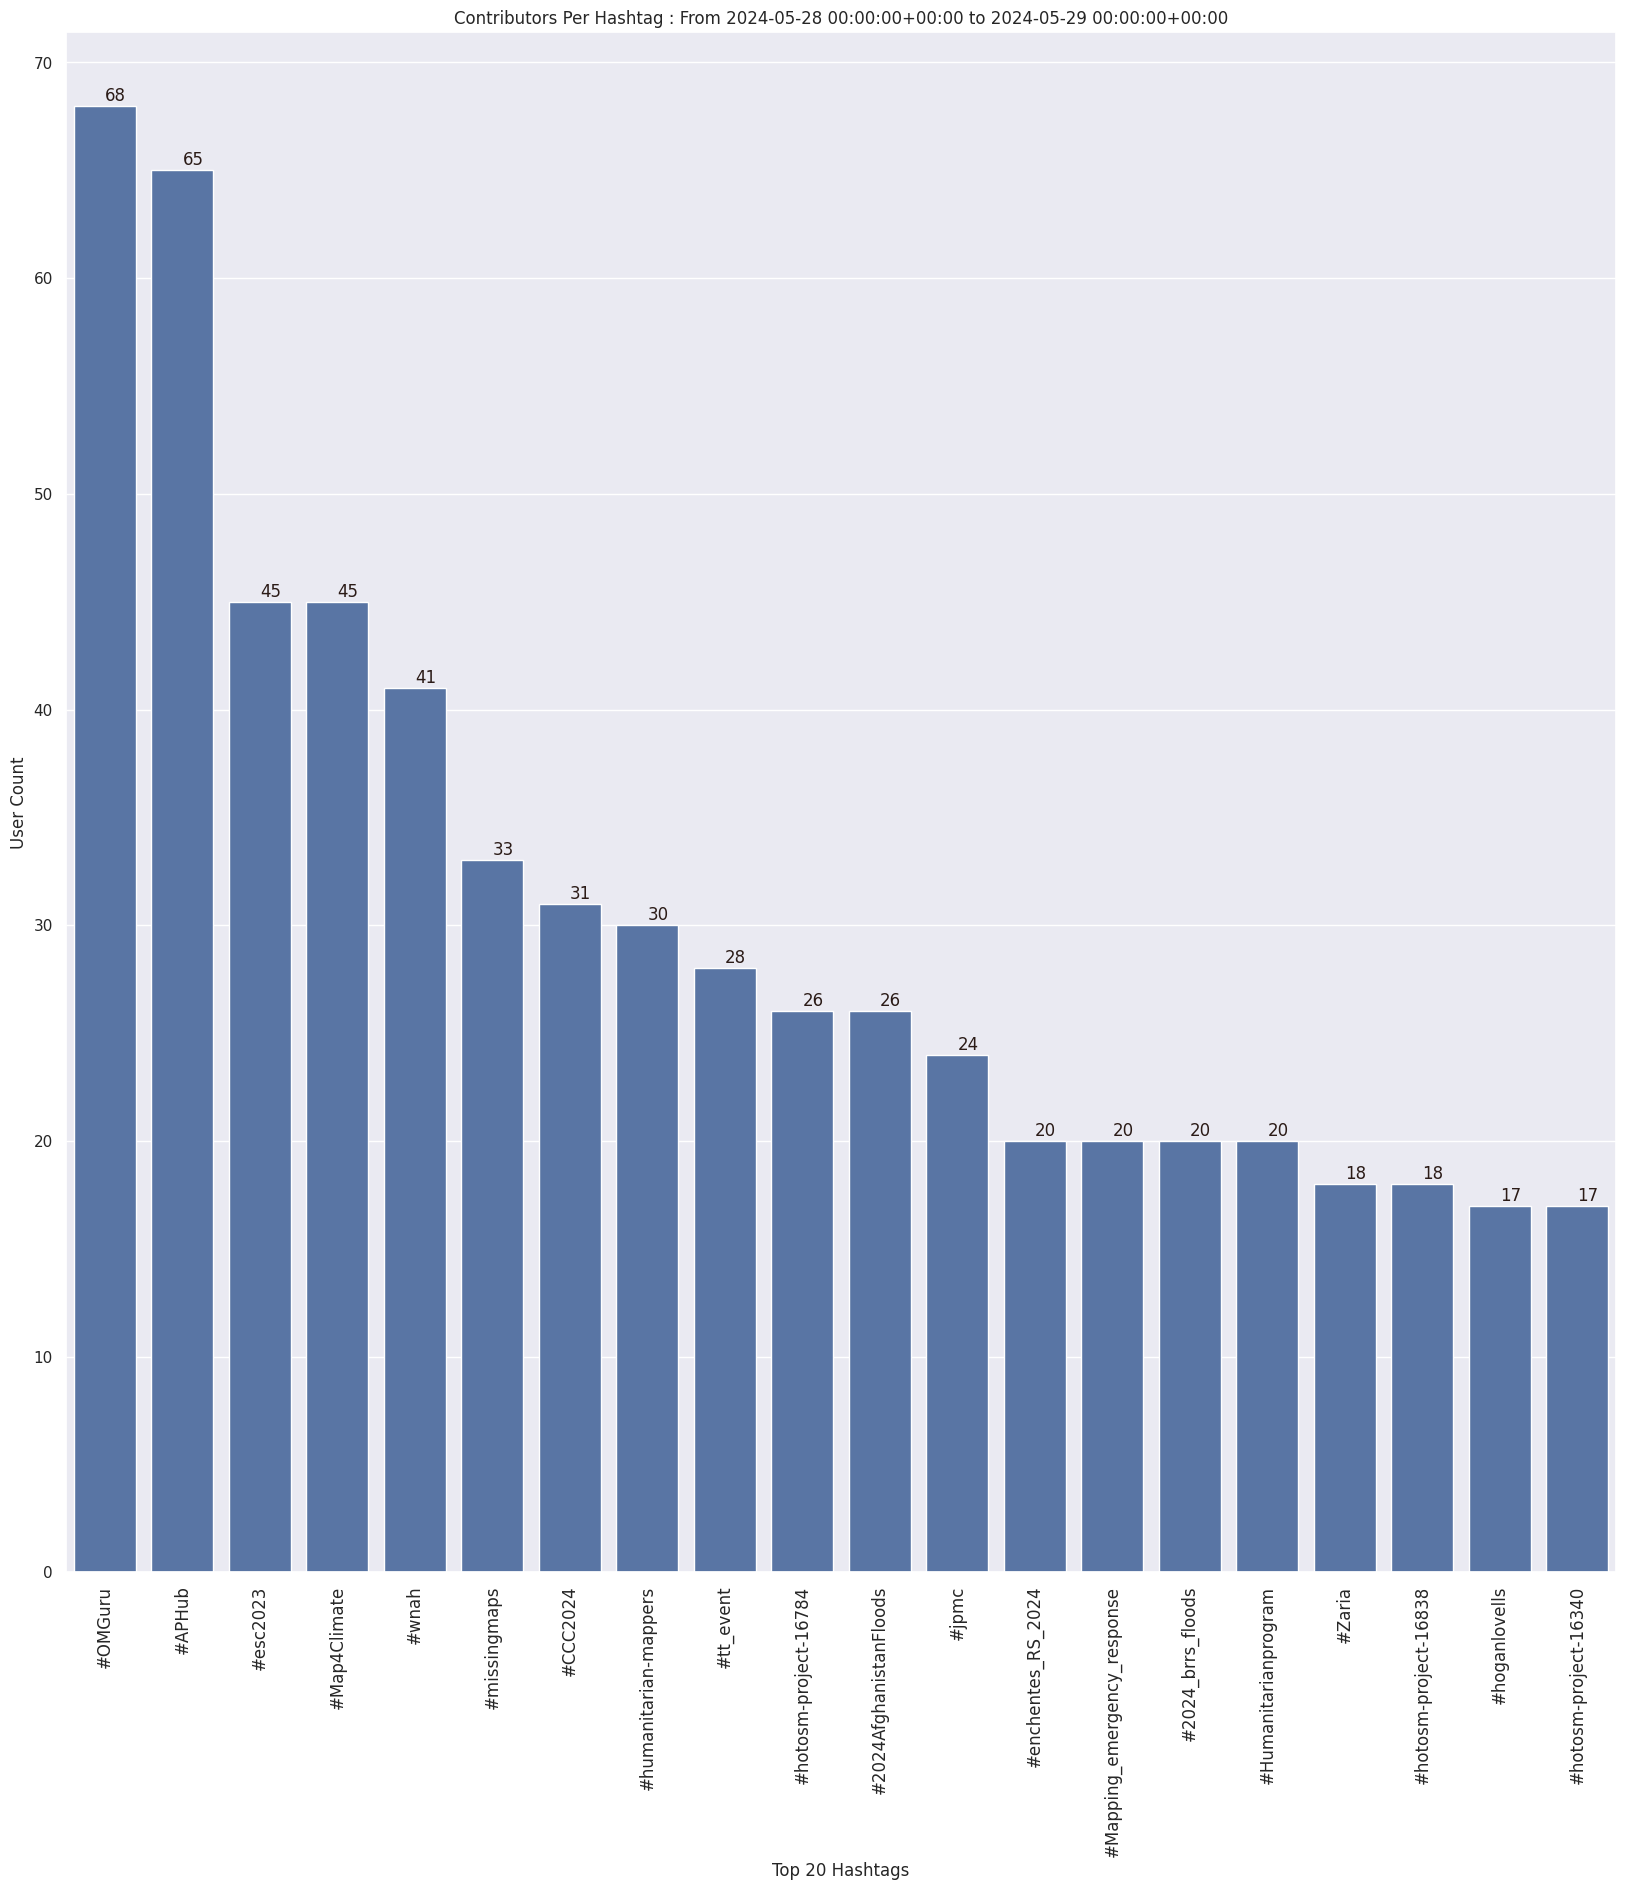 Contributors Per Hashtag : From 2024-05-28 00:00:00+00:00 to 2024-05-29 00:00:00+00:00
User Count
70
60
50
40
30
20
10
0
68
65
45
45
41
33
31
30
28
26
26
24
20
20
20
20
18
18
17
17
#OMGuru
#APHub
#esc2023
#Map4Climate
#wnah
#missingmaps
#CCC2024
#humanitarian-mappers
#tt_event
#hotosm-project-16784
#2024AfghanistanFloods
#jpmc
#enchentes_RS_2024
#Mapping_emergency_response
#2024_brrs_floods
#Humanitarianprogram
#Zaria
#hotosm-project-16838
#hoganlovells
#hotosm-project-16340
Top 20 Hashtags